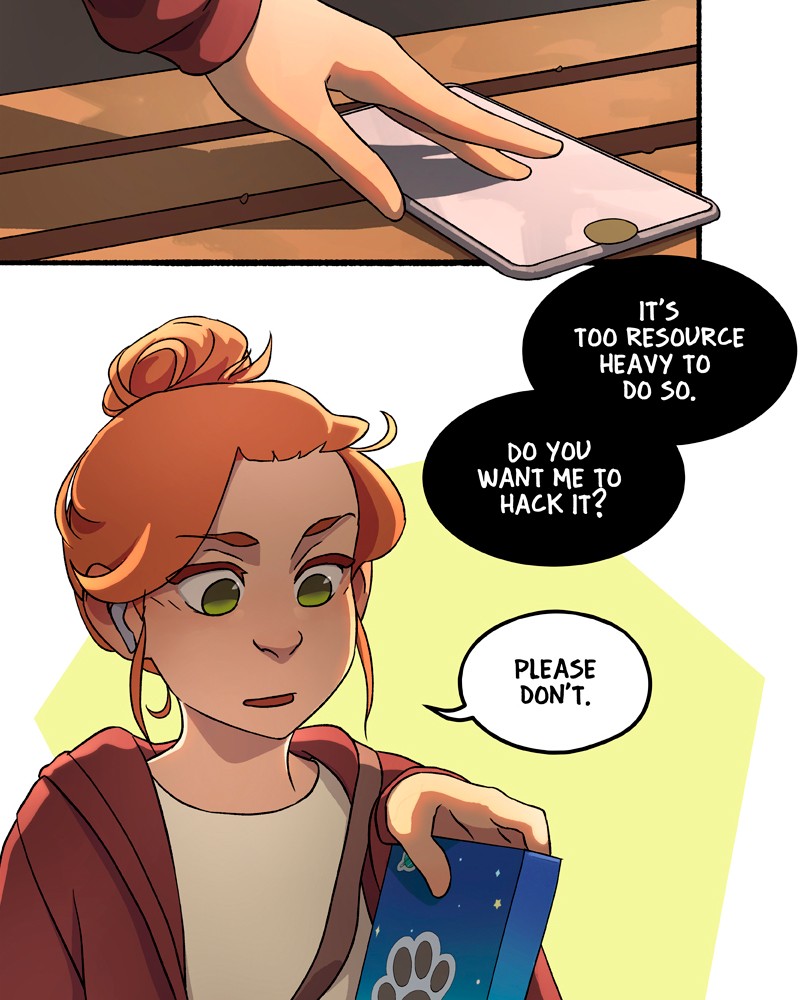 IT'S
TOO RESOURCE
HEAVY TO
DO SO.
DO YOU
WANT ME TO
HACK IT?
PLEASE
DON'T.